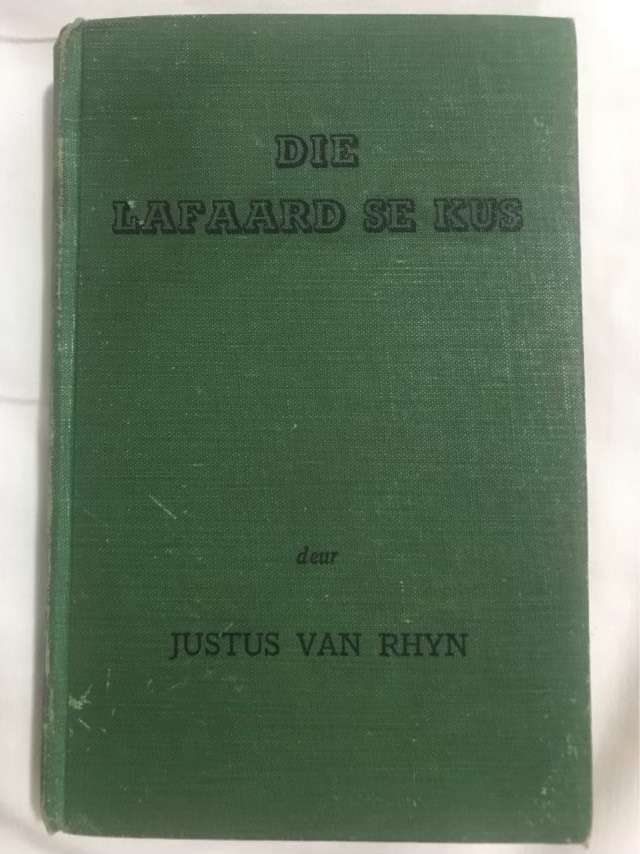 DIE
LAFAARD SE KUS
deur
JUSTUS VAN RHYN